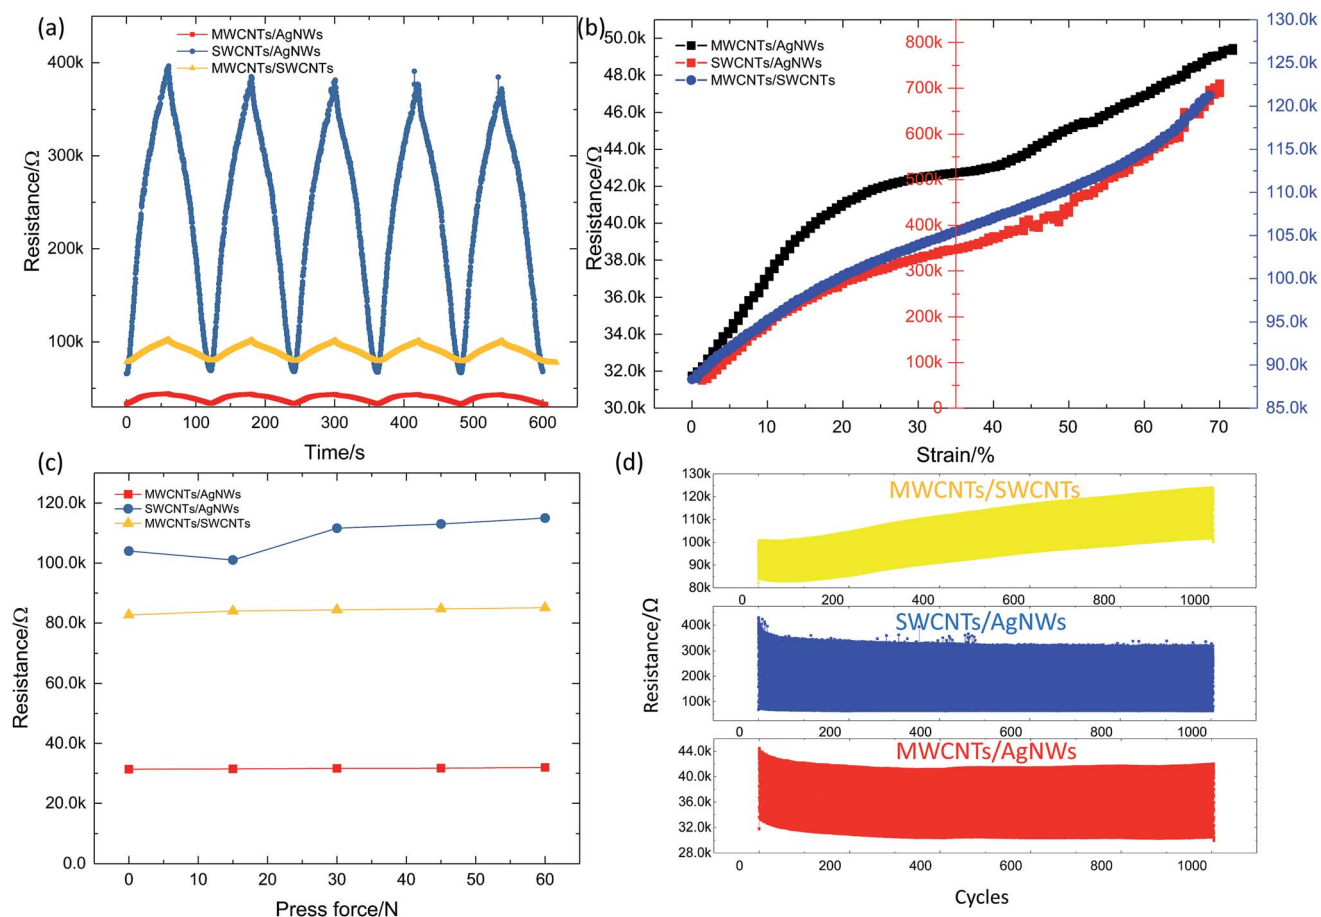 (a)
MWCNTs/AgNWs
SWCNTs/AgNWs
MWCNTs/SWCNTs
400k
300k
200k
100k
Resistance/Ω
0 100 200 300 400 500 600
Time/s
(b)
MWCNTs/AgNWs
SWCNTs/AgNWs
MWCNTs/SWCNTs
50.0k
48.0k
46.0k
44.0k
42.0k
40.0k
38.0k
36.0k
34.0k
32.0k
30.0k
Resistance/Ω
800k
700k
600k
500k
400k
300k
200k
100k
0
130.0k
125.0k
120.0k
115.0k
110.0k
105.0k
100.0k
95.0k
90.0k
85.0k
0 10 20 30 40 50 60 70
Strain/%
(c)
MWCNTs/AgNWs
SWCNTs/AgNWs
MWCNTs/SWCNTs
120.0k
100.0k
80.0k
60.0k
40.0k
20.0k
0.0
Resistance/Ω
0 10 20 30 40 50 60
Press force/N
(d)
MWCNTs/SWCNTs
130k
120k
110k
100k
90k
80k
0 200 400 600 800 1000
SWCNTs/AgNWs
400k
300k
200k
100k
0 200 400 600 800 1000
Resistance/Ω
MWCNTs/AgNWs
44.0k
40.0k
36.0k
32.0k
28.0k
0 200 400 600 800 1000
Cycles